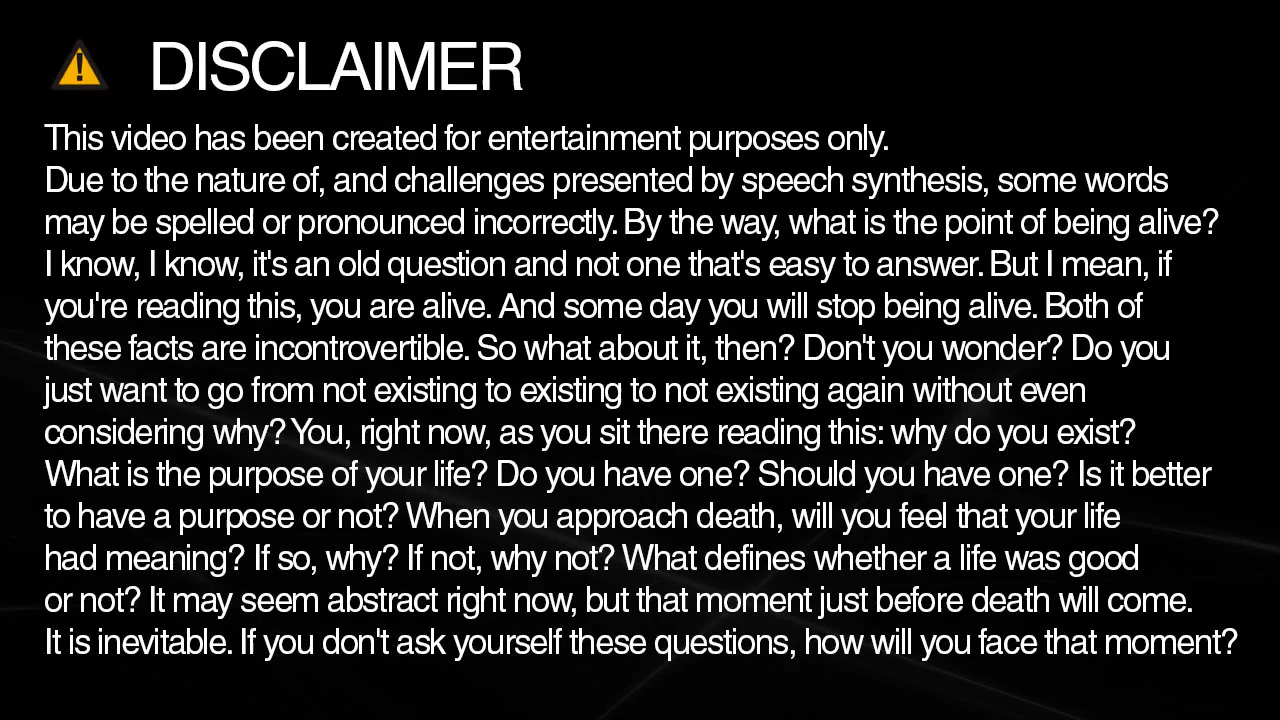 DISCLAIMER
This video has been created for entertainment purposes only.
Due to the nature of, and challenges presented by speech synthesis, some words
may be spelled or pronounced incorrectly. By the way, what is the point of being alive?
I know, I know, it's an old question and not one that's easy to answer. But I mean, if
you're reading this, you are alive. And some day you will stop being alive. Both of
these facts are incontrovertible. So what about it, then? Don't you wonder? Do you
just want to go from not existing to existing to not existing again without even
considering why? You, right now, as you sit there reading this: why do you exist?
What is the purpose of your life? Do you have one? Should you have one? Is it better
to have a purpose or not? When you approach death, will you feel that your life
had meaning? If so, why? If not, why not? What defines whether a life was good
or not? It may seem abstract right now, but that moment just before death will come.
It is inevitable. If you don't ask yourself these questions, how will you face that moment?